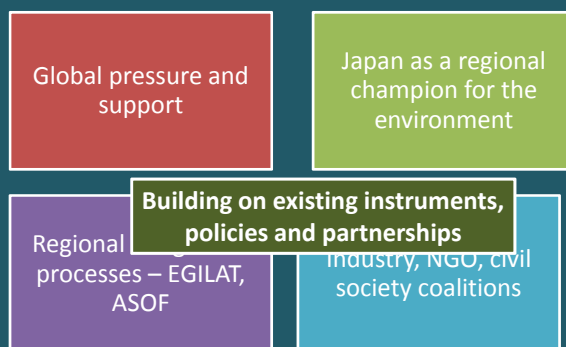 Global pressure and
support
Japan as a regional
champion for the
environment
Building on existing instruments,
policies and partnerships
Regional
processes – EGILAT,
ASOF
industry, NGO, civil
society coalitions